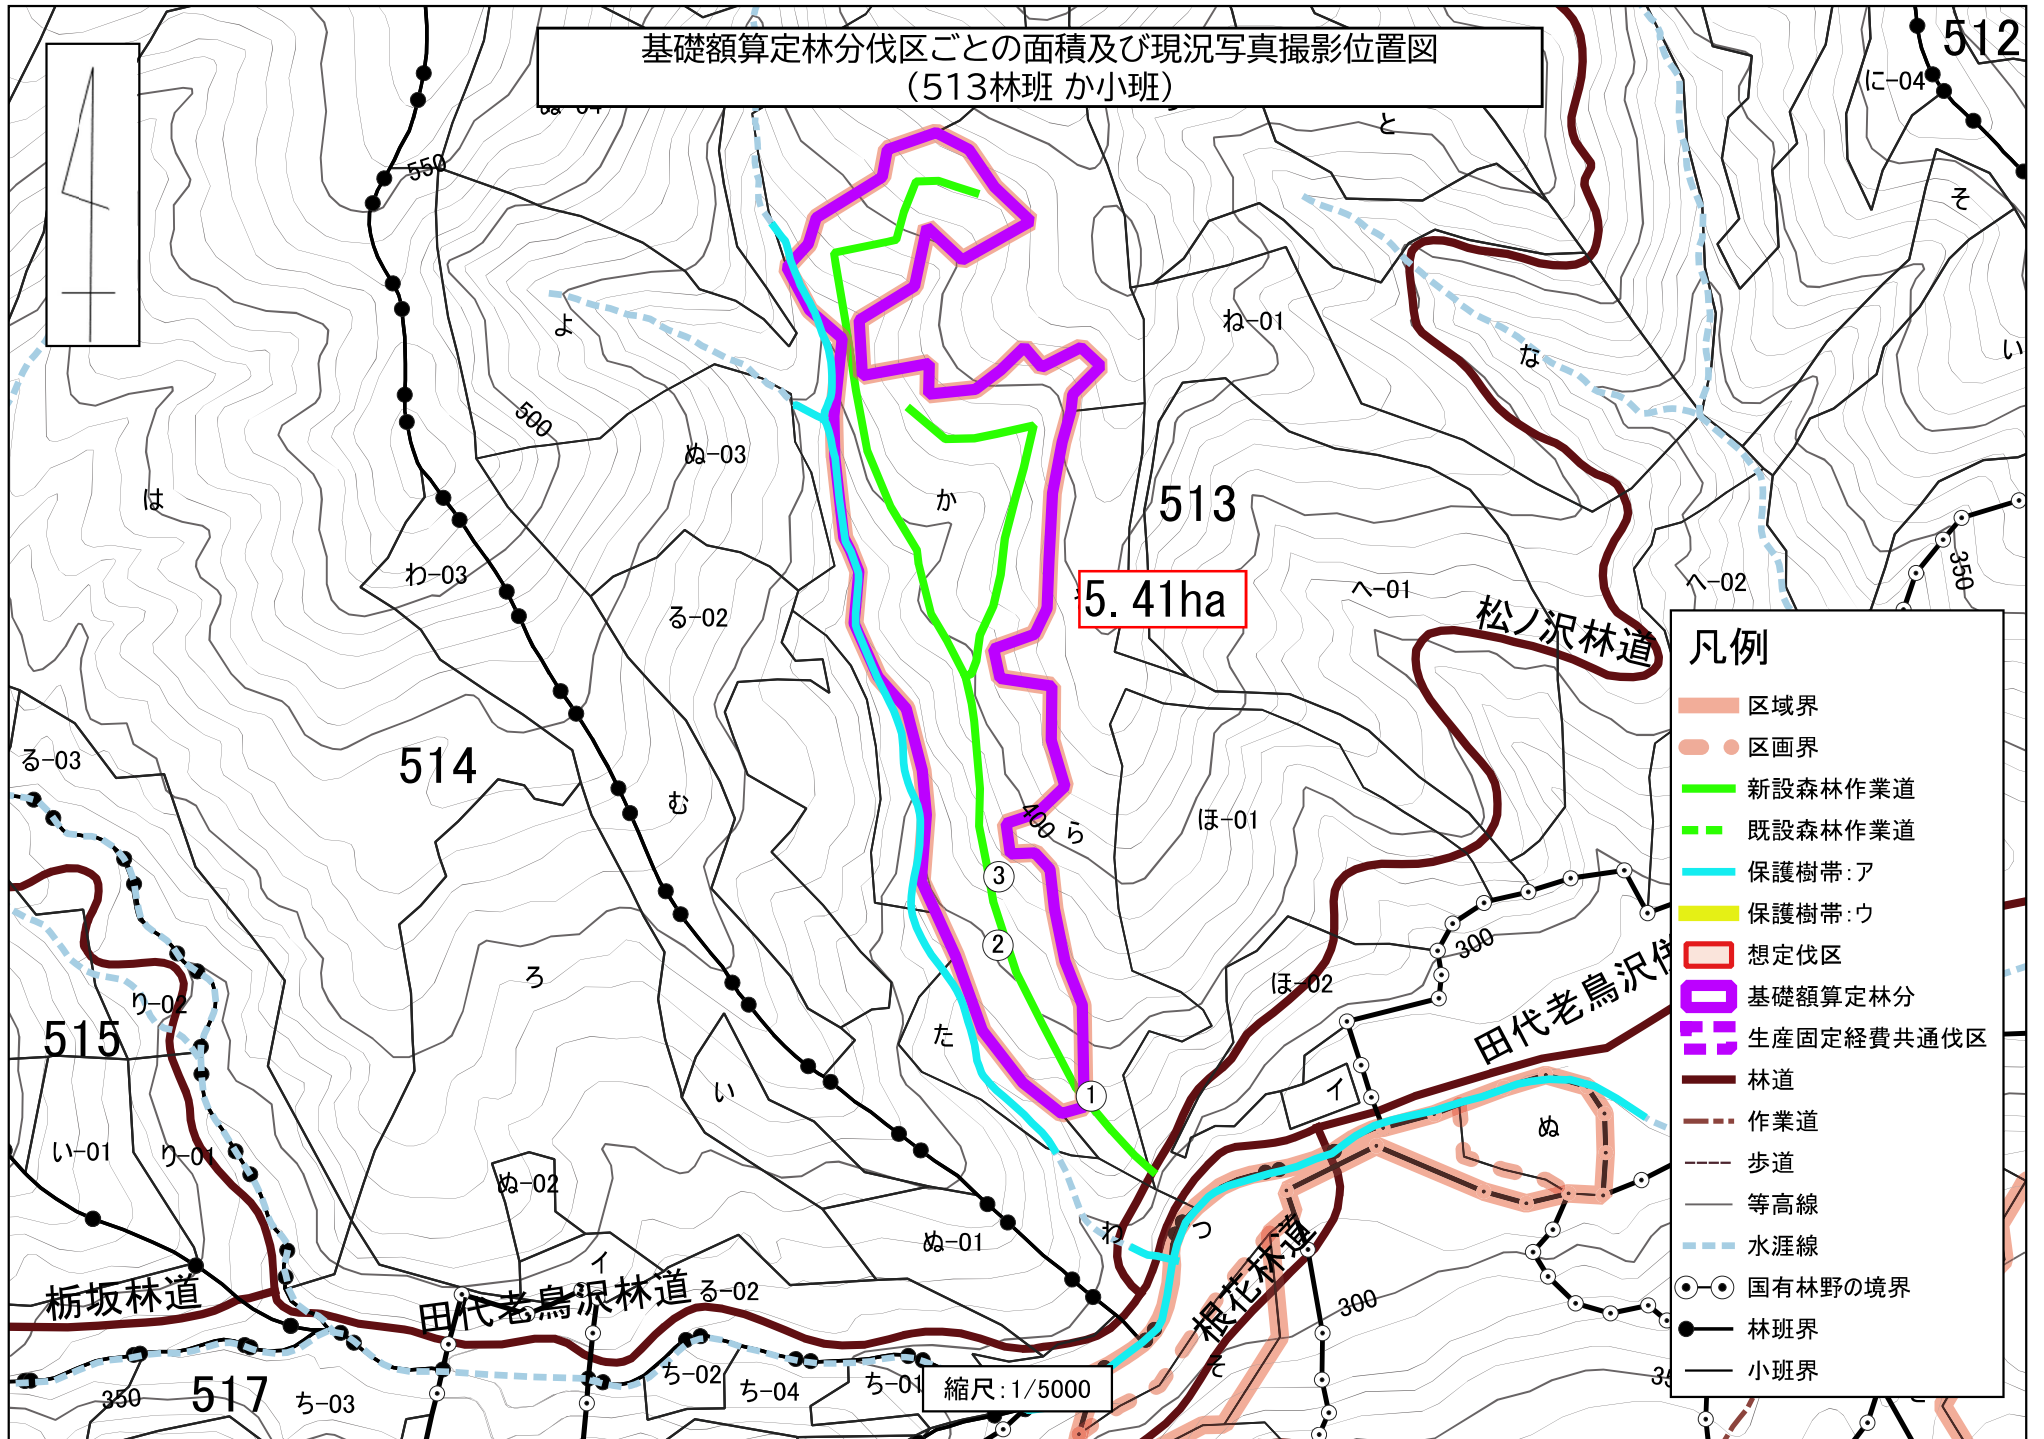 基礎額算定林分伐区ごとの面積及び現況写真撮影位置図
（513林班 か小班）
512
に-04
と
そ
550
よ
ね-01
な
い
500
ぬ-03
は
か
513
わ-03
5.41ha
へ-01
へ-02
350
る-02
松ノ沢林道
る-03
514
む
400
ら
ほ-01
3
2
300
ほ-02
ろ
り-02
515
た
田代老鳥沢
1
イ
い
ぬ
い-01
り-01
ぬ-02
わ
つ
ぬ-01
イ
根花林道
栃坂林道
田代老鳥沢林道
る-02
300
そ
ち-02
ち-04
ち-01
350
517
ち-03
縮尺：1/5000
凡例
区域界
区画界
新設森林作業道
既設森林作業道
保護樹帯：ア
保護樹帯：ウ
想定伐区
基礎額算定林分
生産固定経費共通伐区
林道
作業道
歩道
等高線
水涯線
国有林野の境界
林班界
小班界